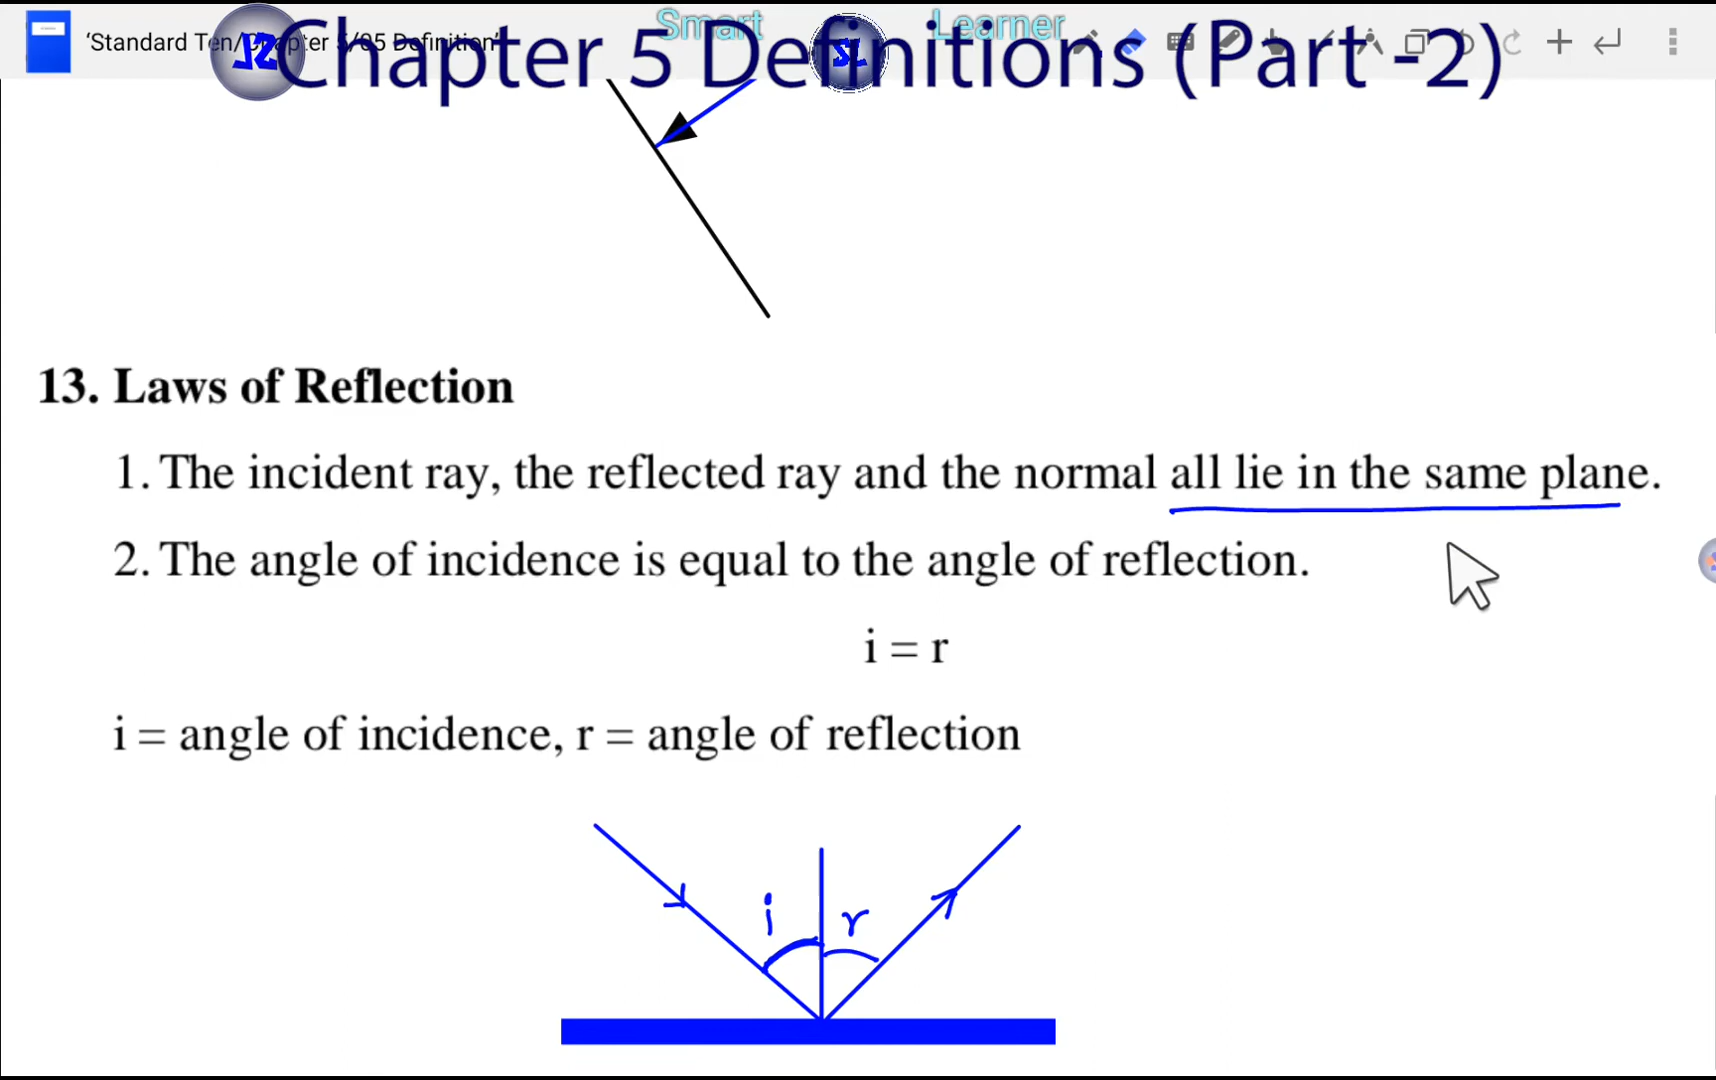 Smart Learner
'Standard Ten/Chapter 5/05 Definition'
Chapter 5 Definitions (Part -2)
SL
13. Laws of Reflection
1. The incident ray, the reflected ray and the normal all lie in the same plane.
2. The angle of incidence is equal to the angle of reflection.
i = r
i = angle of incidence, r = angle of reflection
i r